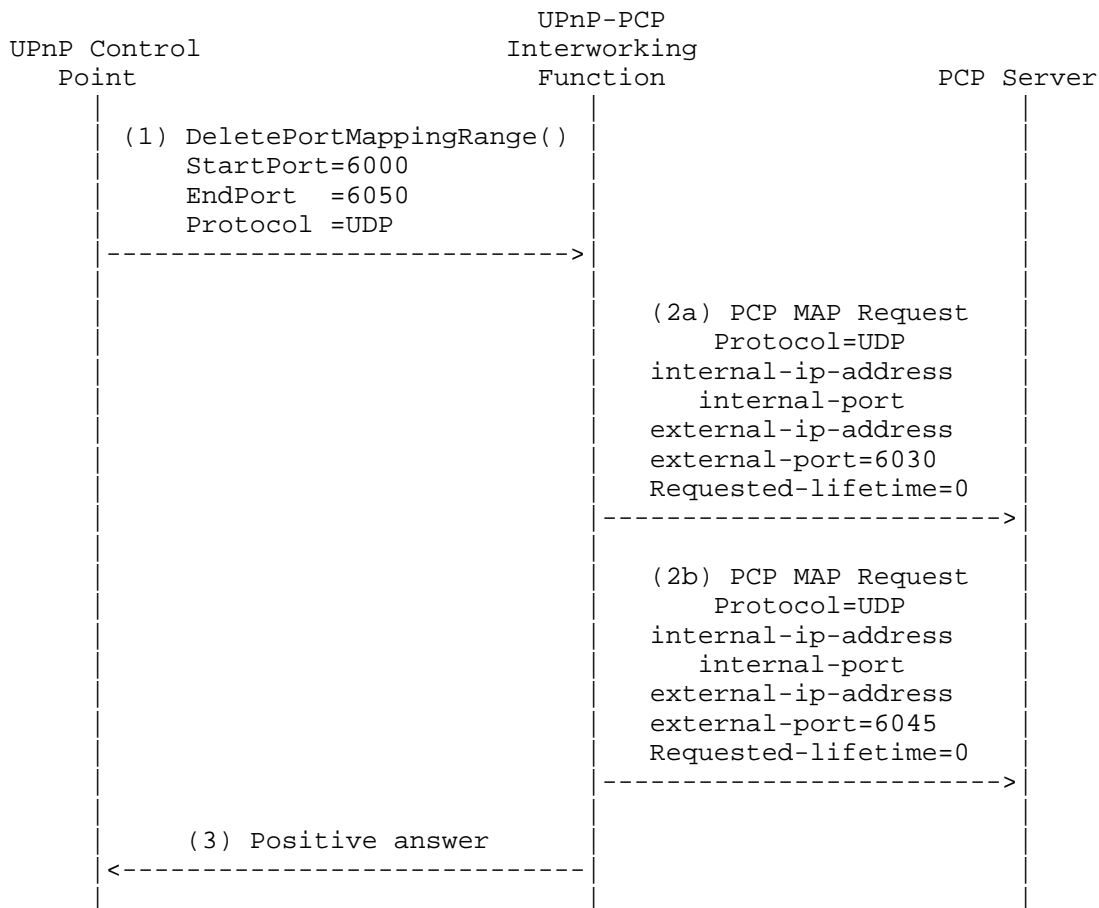 UPnP-PCP
UPnP Control Interworking
Point Function PCP Server
(1) DeletePortMappingRange()
StartPort=6000
EndPort =6050
Protocol =UDP
(2a) PCP MAP Request
Protocol=UDP
internal-ip-address
internal-port
external-ip-address
external-port=6030
Requested-lifetime=0
(2b) PCP MAP Request
Protocol=UDP
internal-ip-address
internal-port
external-ip-address
external-port=6045
Requested-lifetime=0
(3) Positive answer